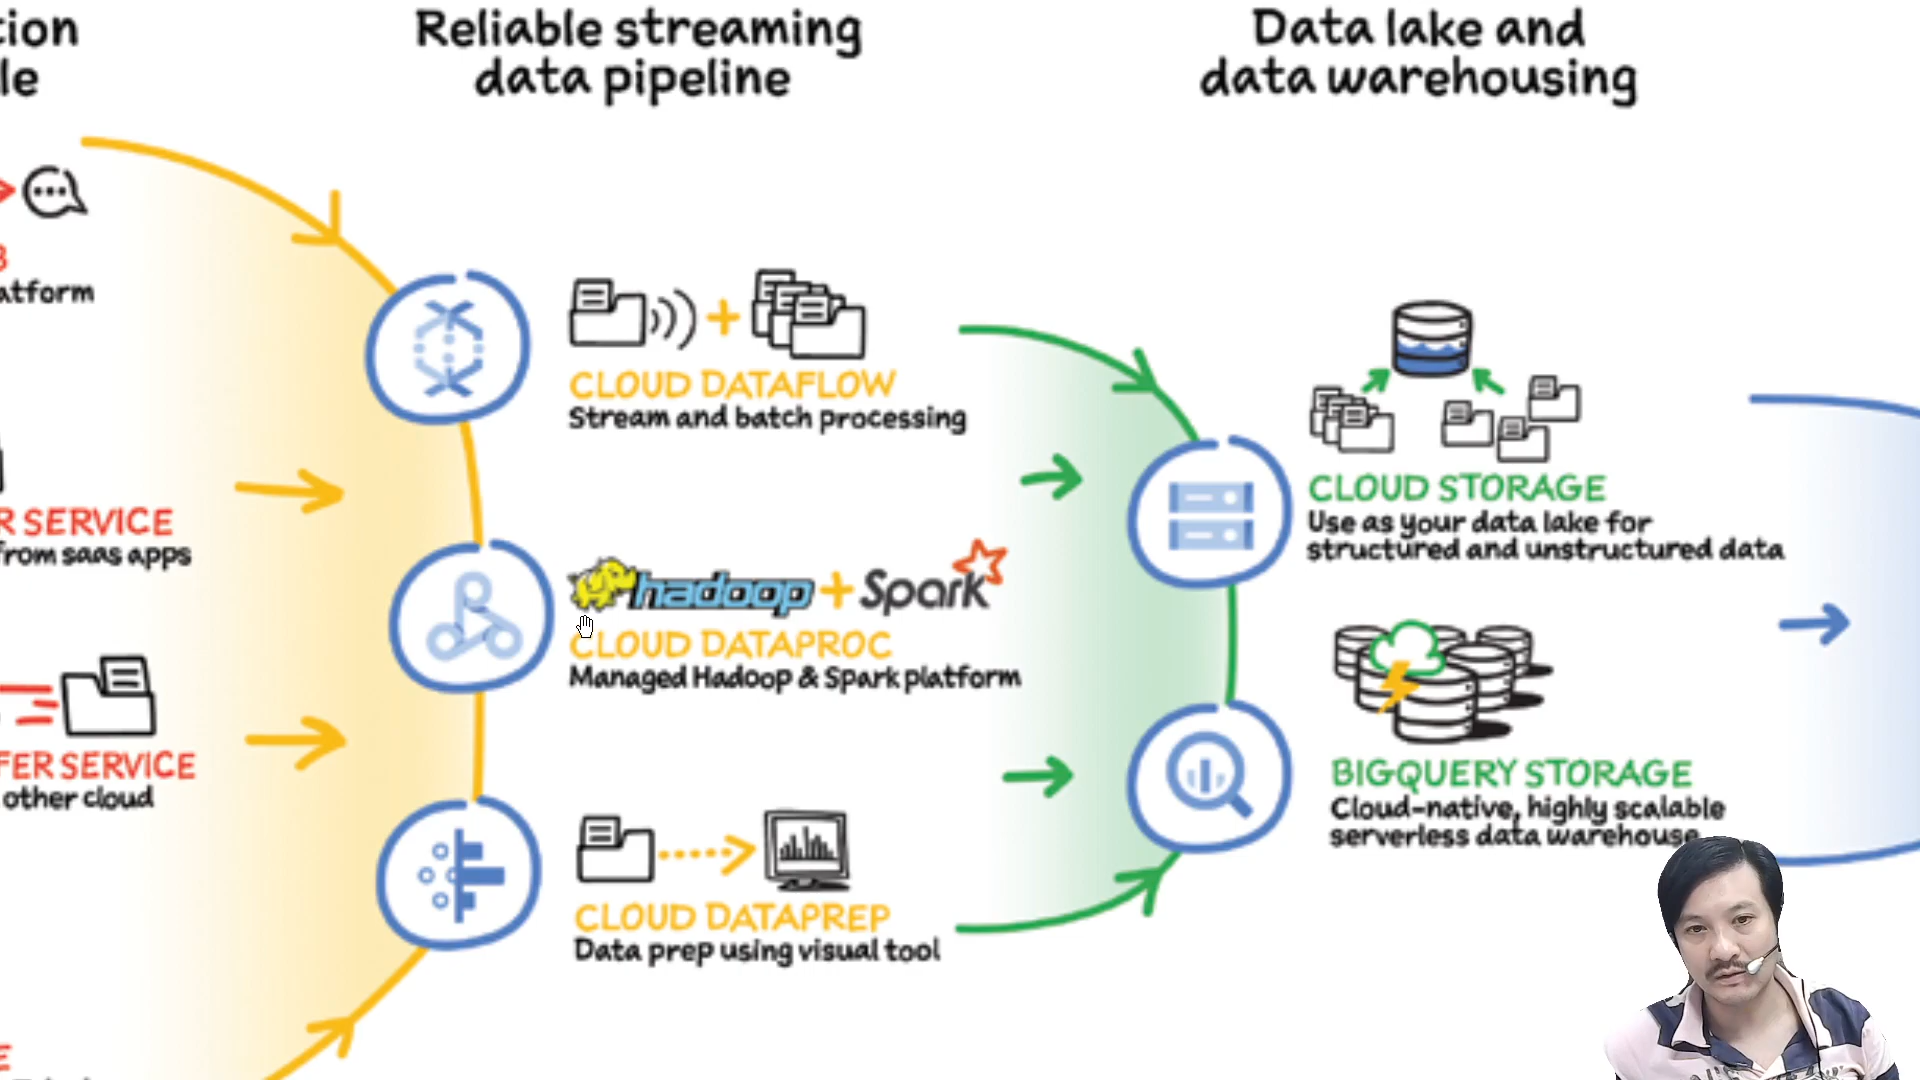 tion
le
Reliable streaming
data pipeline
Data lake and
data warehousing
B
atform
R SERVICE
from saas apps
FER SERVICE
other cloud
E
CLOUD DATAFLOW
Stream and batch processing
hadoop + Spark
CLOUD DATAPROC
Managed Hadoop & Spark platform
CLOUD DATAPREP
Data prep using visual tool
CLOUD STORAGE
Use as your data lake for
structured and unstructured data
BIGQUERY STORAGE
Cloud-native, highly scalable
serverless data warehouse